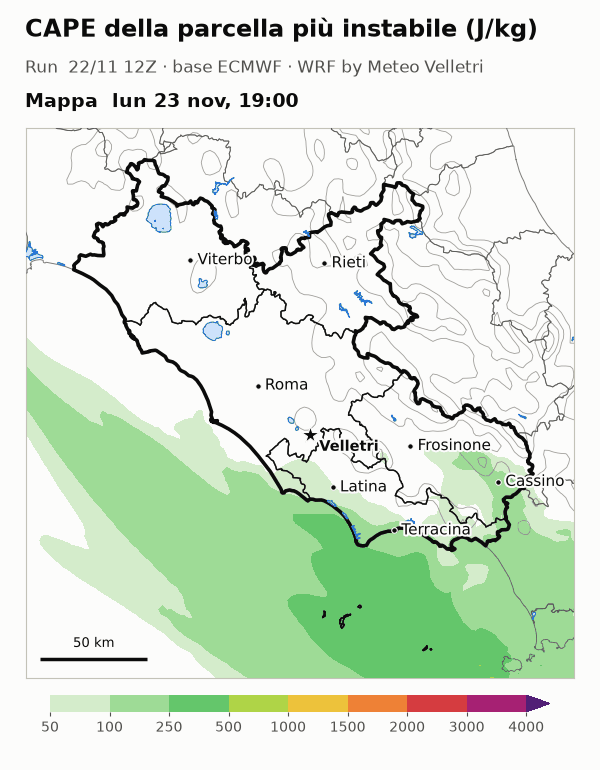 CAPE della parcella più instabile (J/kg)
Run  22/11 12Z · base ECMWF · WRF by Meteo Velletri
Mappa  lun 23 nov, 19:00
Viterbo
Rieti
Roma
Velletri
Frosinone
Latina
Cassino
Terracina
50 km
50 100 250 500 1000 1500 2000 3000 4000